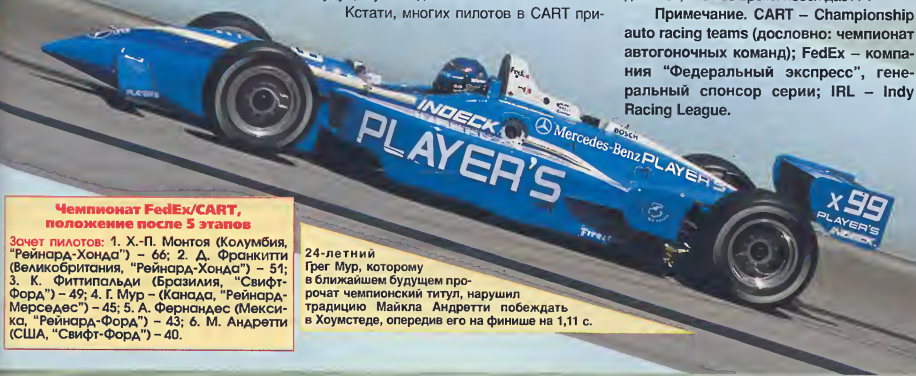 Кстати, многих пилотов в CART при-
Примечание. CART – Championship
auto racing teams (дословно: чемпионат
автогоночных команд); FedEx – компа-
ния “Федеральный экспресс”, гене-
ральный спонсор серии; IRL – Indy
Racing League.
PLAYER'S
INDECK
PLAYER'S
Mercedes-Benz
PLAYER'S
BOSCH
x99
PLAYER'S
INDECK
Чемпионат FedEx/CART,
положение после 5 этапов
Зачет пилотов: 1. Х.-П. Монтоя (Колумбия,
“Рейнард-Хонда”) – 66; 2. Д. Франкитти
(Великобритания, “Рейнард-Хонда”) – 51;
3. К. Фиттипальди (Бразилия, “Свифт-
Форд”) – 49; 4. Г. Мур – (Канада, “Рейнард-
Мерседес”) – 45; 5. А. Фернандес (Мекси-
ка, “Рейнард-Форд”) – 43; 6. М. Андретти
(США, “Свифт-Форд”) – 40.
24-летний
Грег Мур, которому
в ближайшем будущем про-
рочат чемпионский титул, нарушил
традицию Майкла Андретти побеждать
в Хоумстеде, опередив его на финише на 1,11 с.